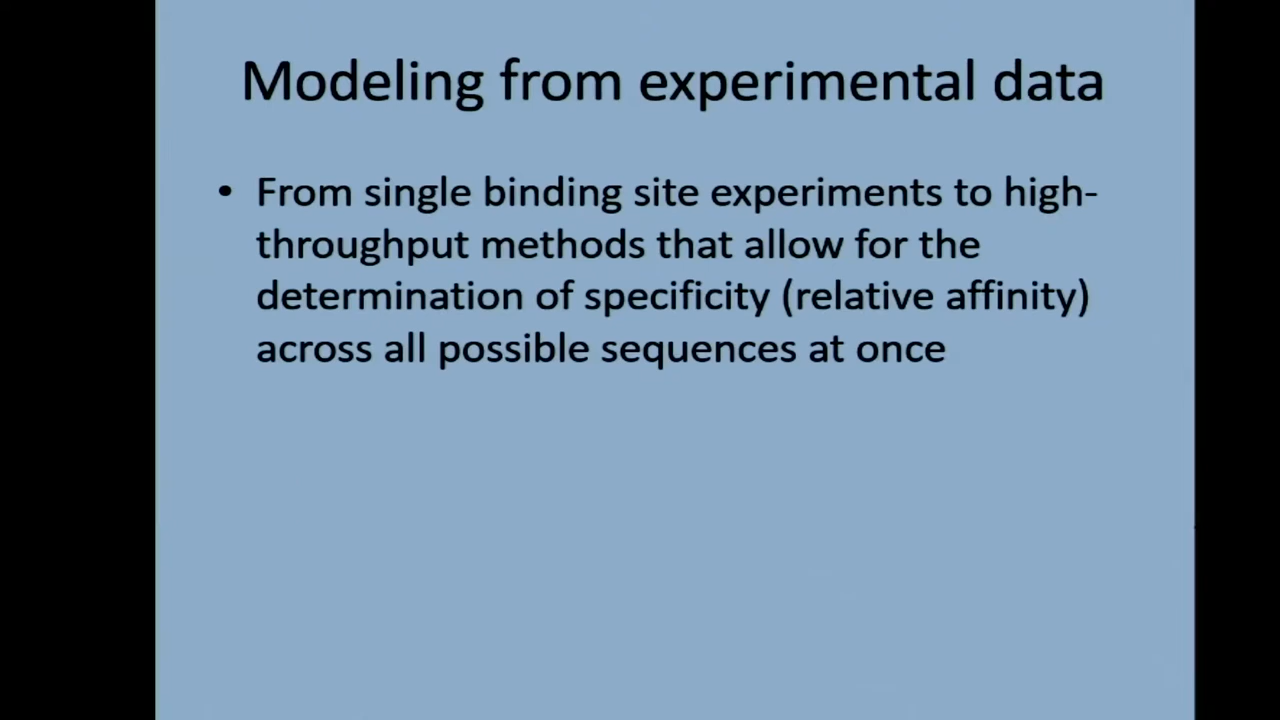 Modeling from experimental data
• From single binding site experiments to high-
throughput methods that allow for the
determination of specificity (relative affinity)
across all possible sequences at once